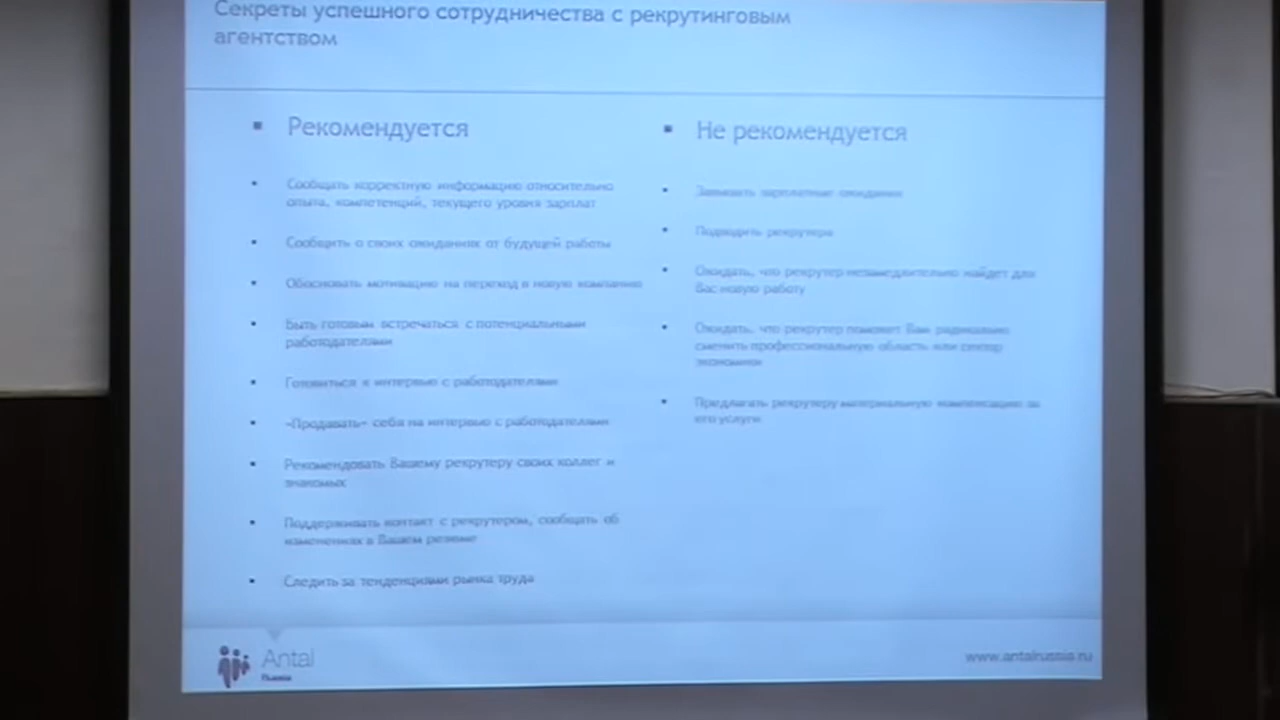 Секреты успешного сотрудничества с рекрутинговым
агентством
Рекомендуется
Сообщать корректную информацию относительно
опыта, компетенций, текущего уровня зарплат
Сообщить о своих ожиданиях от будущей работы
Обосновать мотивацию на переход в новую компанию
Быть готовым встречаться с потенциальными
работодателями
Готовиться к интервью с работодателями
«Продавать» себя на интервью с работодателями
Рекомендовать Вашему рекрутеру своих коллег и
знакомых
Поддерживать контакт с рекрутером, сообщать об
изменениях в Вашем резюме
Следить за тенденциями рынка труда
Не рекомендуется
зарплатные ожидания
Подводить рекрутера
Ожидать, что рекрутер незамедлительно найдет для
Вас новую работу
Ожидать, что рекрутер поможет Вам радикально
сменить профессиональную область или сектор
экономики
Предлагать рекрутеру материальную компенсацию за
его услуги
Antal
Russia
www.antalrussia.ru